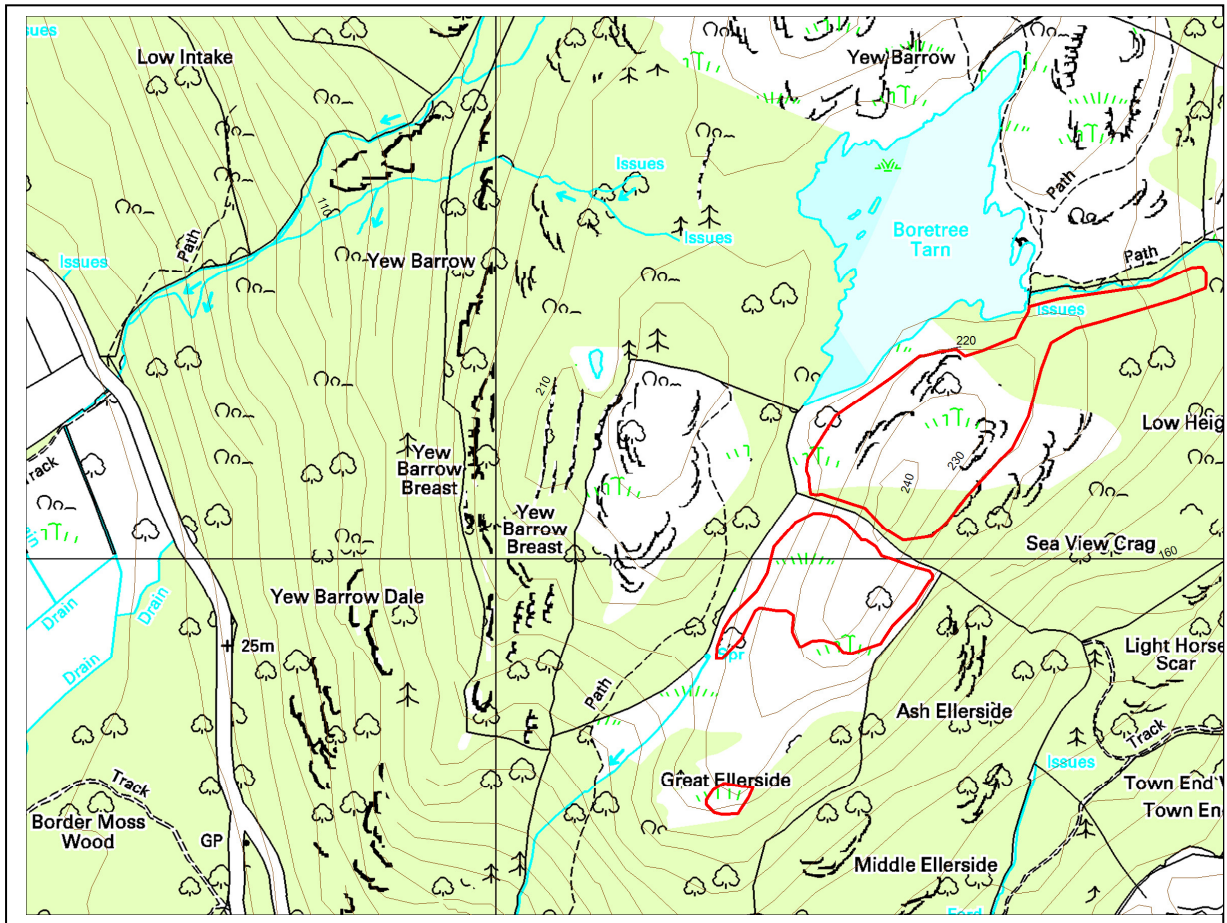 sues
Low Intake
Yew Barrow
Issues
110
Path
Issues
Path
Boretree
Tarn
Issues
Yew Barrow
Path
Issues
220
210
Low Heig
Track
Yew
Barrow
Breast
230
240
Yew
Barrow
Breast
Sea View Crag
160
Drain
Drain
Yew Barrow Dale
25m
Light Horse
Scar
Spr
Drain
Path
Ash Ellerside
Track
Issues
Great Ellerside
Track
Town End
Town En
Border Moss
Wood
GP
Middle Ellerside
Ford